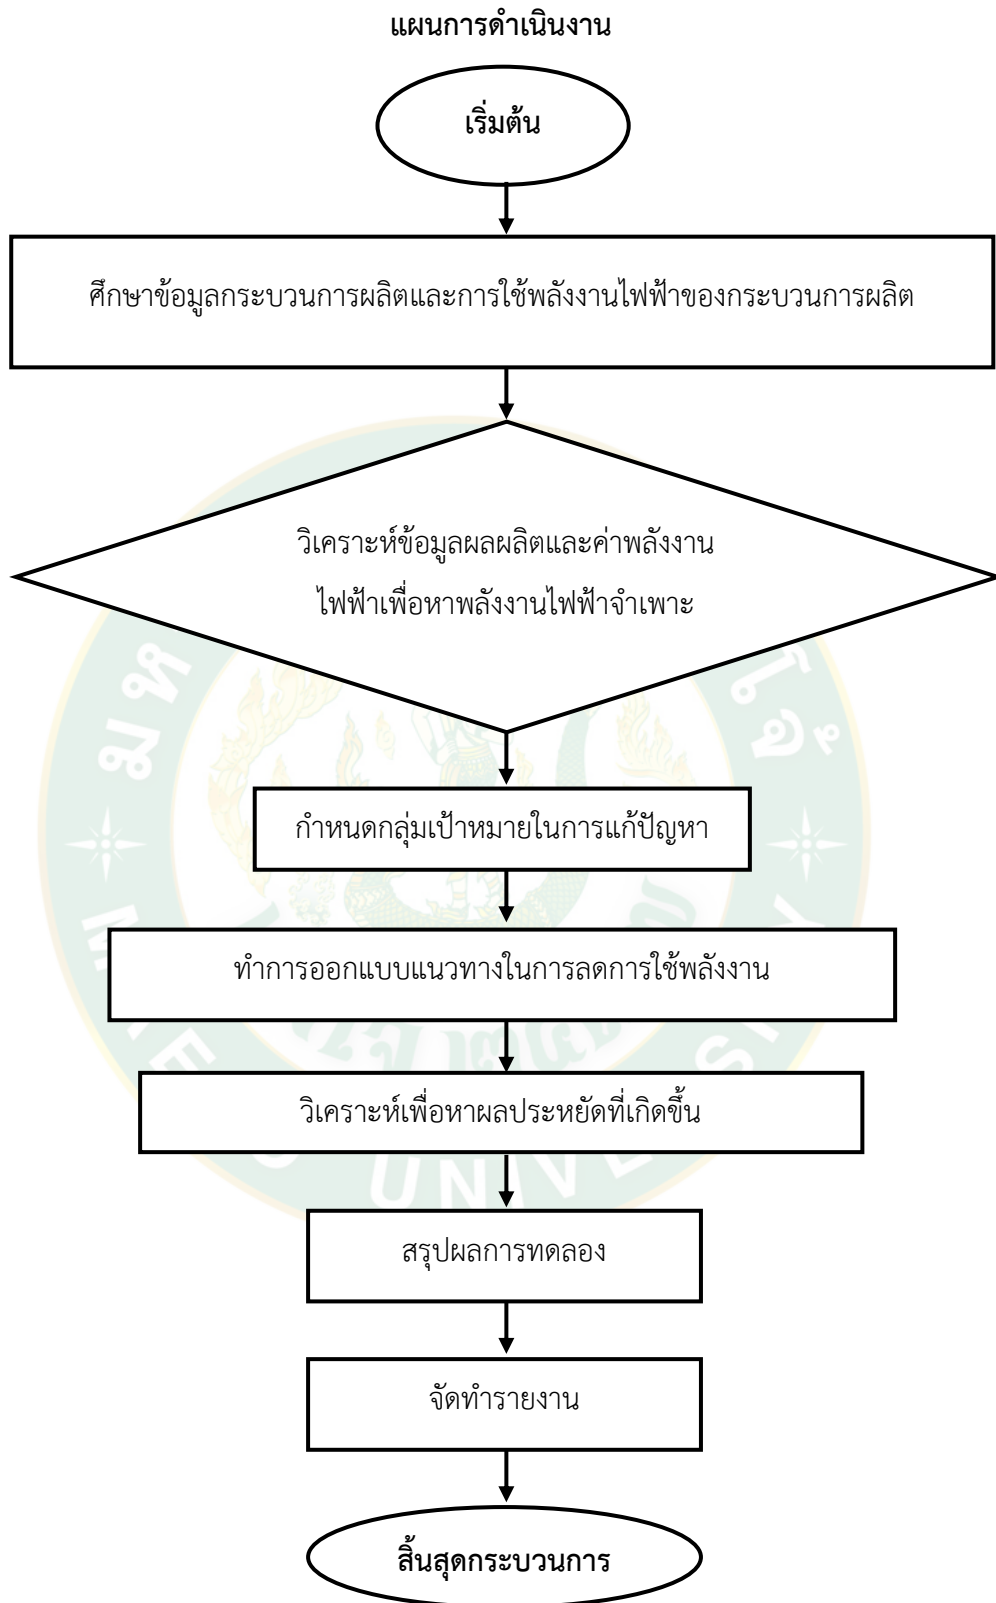 แผนการดำเนินงาน
เริ่มต้น
ศึกษาข้อมูลกระบวนการผลิตและการใช้พลังงานไฟฟ้าของกระบวนการผลิต
วิเคราะห์ข้อมูลผลผลิตและค่าพลังงาน
ไฟฟ้าเพื่อหาพลังงานไฟฟ้าจำเพาะ
กำหนดกลุ่มเป้าหมายในการแก้ปัญหา
ทำการออกแบบแนวทางในการลดการใช้พลังงาน
วิเคราะห์เพื่อหาผลประหยัดที่เกิดขึ้น
สรุปผลการทดลอง
จัดทำรายงาน
สิ้นสุดกระบวนการ